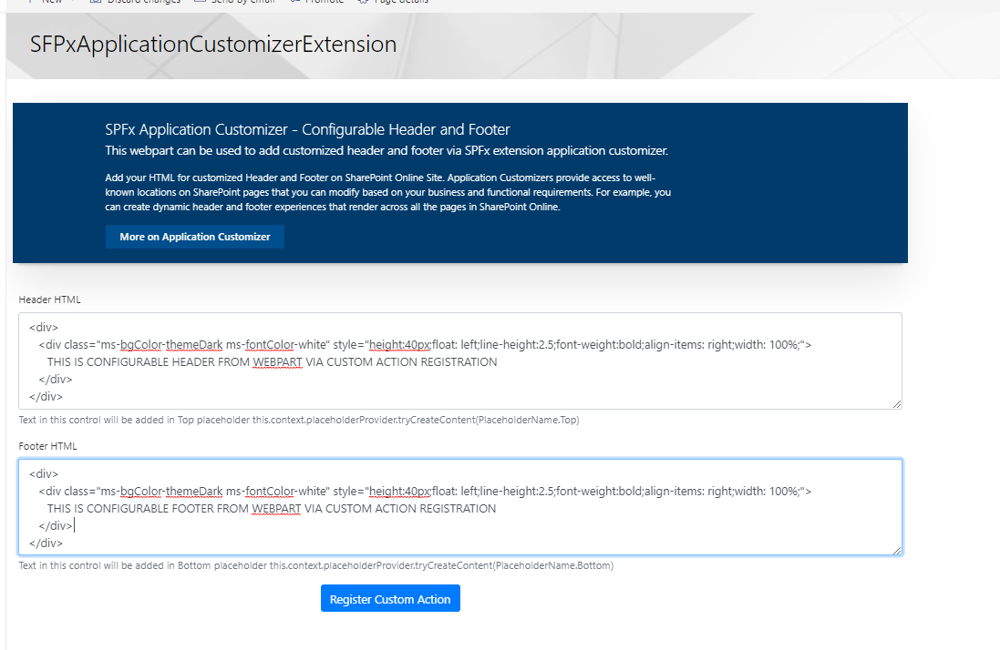 New Discard changes Send by email Promote Page details
SFPxApplicationCustomizerExtension
SPFx Application Customizer - Configurable Header and Footer
This webpart can be used to add customized header and footer via SPFx extension application customizer.
Add your HTML for customized Header and Footer on SharePoint Online Site. Application Customizers provide access to well-
known locations on SharePoint pages that you can modify based on your business and functional requirements. For example, you
can create dynamic header and footer experiences that render across all the pages in SharePoint Online.
More on Application Customizer
Header HTML
<div>
<div class="ms-bgColor-themeDark ms-fontColor-white" style="height:40px;float: left;line-height:2.5;font-weight:bold;align-items: right;width: 100%;">
THIS IS CONFIGURABLE HEADER FROM WEBPART VIA CUSTOM ACTION REGISTRATION
</div>
</div>
Text in this control will be added in Top placeholder this.context.placeholderProvider.tryCreateContent(PlaceholderName.Top)
Footer HTML
<div>
<div class="ms-bgColor-themeDark ms-fontColor-white" style="height:40px;float: left;line-height:2.5;font-weight:bold;align-items: right;width: 100%;">
THIS IS CONFIGURABLE FOOTER FROM WEBPART VIA CUSTOM ACTION REGISTRATION
</div>
</div>
Text in this control will be added in Bottom placeholder this.context.placeholderProvider.tryCreateContent(PlaceholderName.Bottom)
Register Custom Action